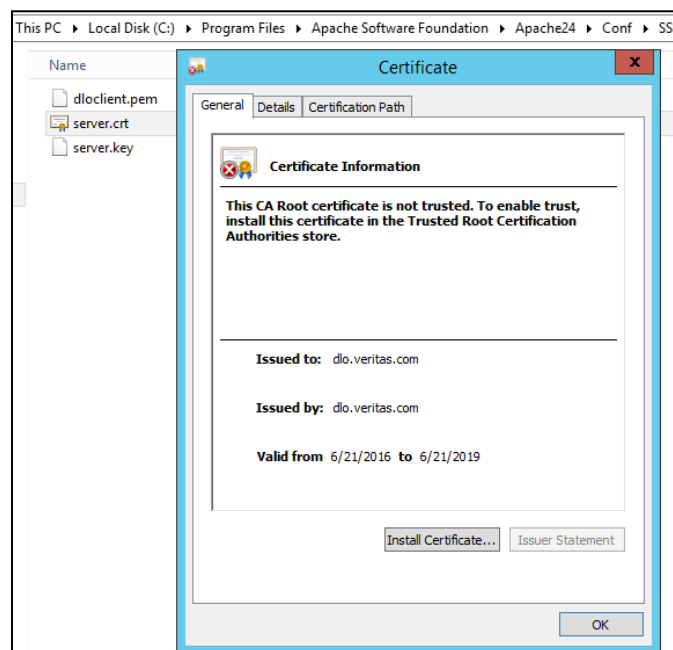 This PC ▸ Local Disk (C:) ▸ Program Files ▸ Apache Software Foundation ▸ Apache24 ▸ Conf ▸ SS
Name
dloclient.pem
server.crt
server.key
Certificate
x
General Details Certification Path
Certificate Information
This CA Root certificate is not trusted. To enable trust,
install this certificate in the Trusted Root Certification
Authorities store.
Issued to: dlo.veritas.com
Issued by: dlo.veritas.com
Valid from 6/21/2016 to 6/21/2019
Install Certificate... Issuer Statement
OK